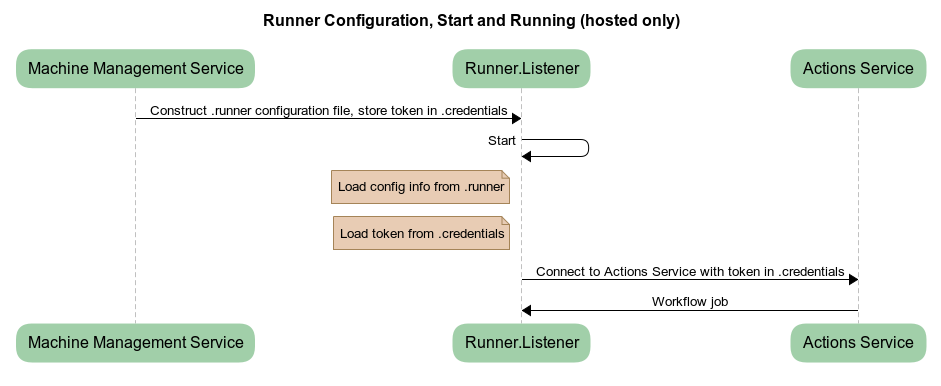 Runner Configuration, Start and Running (hosted only)
Machine Management Service
Runner.Listener
Actions Service
Construct .runner configuration file, store token in .credentials
Start
Load config info from .runner
Load token from .credentials
Connect to Actions Service with token in .credentials
Workflow job
Machine Management Service
Runner.Listener
Actions Service